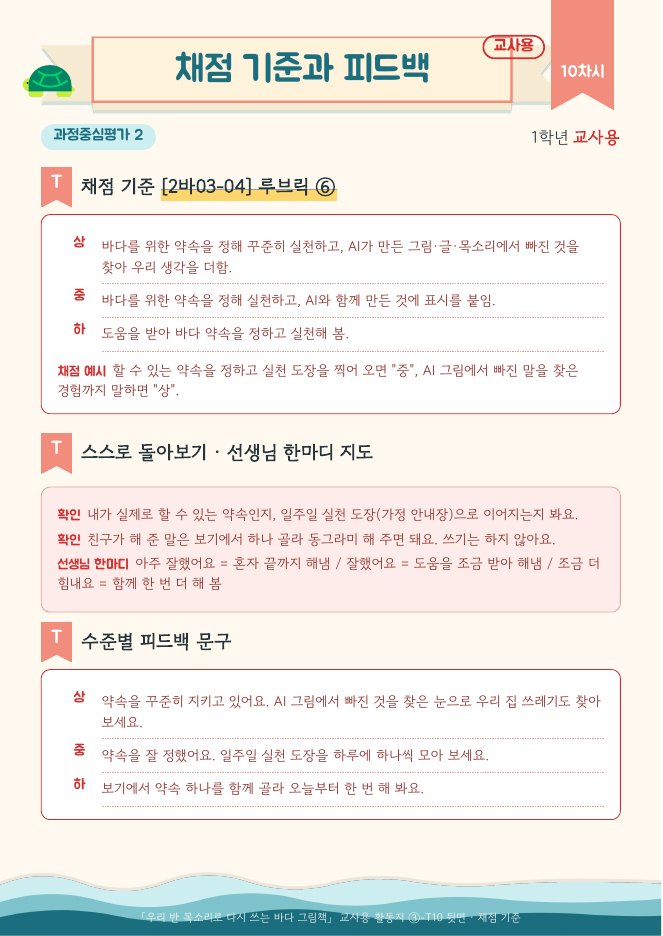 교사용
채점 기준과 피드백
10차시
과정중심평가 2
1학년 교사용
T
채점 기준 [2바03-04] 루브릭 ⑥
상 바다를 위한 약속을 정해 꾸준히 실천하고, AI가 만든 그림·글·목소리에서 빠진 것을
찾아 우리 생각을 더함.
중 바다를 위한 약속을 정해 실천하고, AI와 함께 만든 것에 표시를 붙임.
하 도움을 받아 바다 약속을 정하고 실천해 봄.
채점 예시 할 수 있는 약속을 정하고 실천 도장을 찍어 오면 "중", AI 그림에서 빠진 말을 찾은
경험까지 말하면 "상".
T
스스로 돌아보기 · 선생님 한마디 지도
확인 내가 실제로 할 수 있는 약속인지, 일주일 실천 도장(가정 안내장)으로 이어지는지 봐요.
확인 친구가 해 준 말은 보기에서 하나 골라 동그라미 해 주면 돼요. 쓰기는 하지 않아요.
선생님 한마디 아주 잘했어요 = 혼자 끝까지 해냄 / 잘했어요 = 도움을 조금 받아 해냄 / 조금 더
힘내요 = 함께 한 번 더 해 봄
T
수준별 피드백 문구
상 약속을 꾸준히 지키고 있어요. AI 그림에서 빠진 것을 찾은 눈으로 우리 집 쓰레기도 찾아
보세요.
중 약속을 잘 정했어요. 일주일 실천 도장을 하루에 하나씩 모아 보세요.
하 보기에서 약속 하나를 함께 골라 오늘부터 한 번 해 봐요.
「우리 반 목소리로 다시 쓰는 바다 그림책」 교사용 활동지 ③-T10 뒷면 · 채점 기준